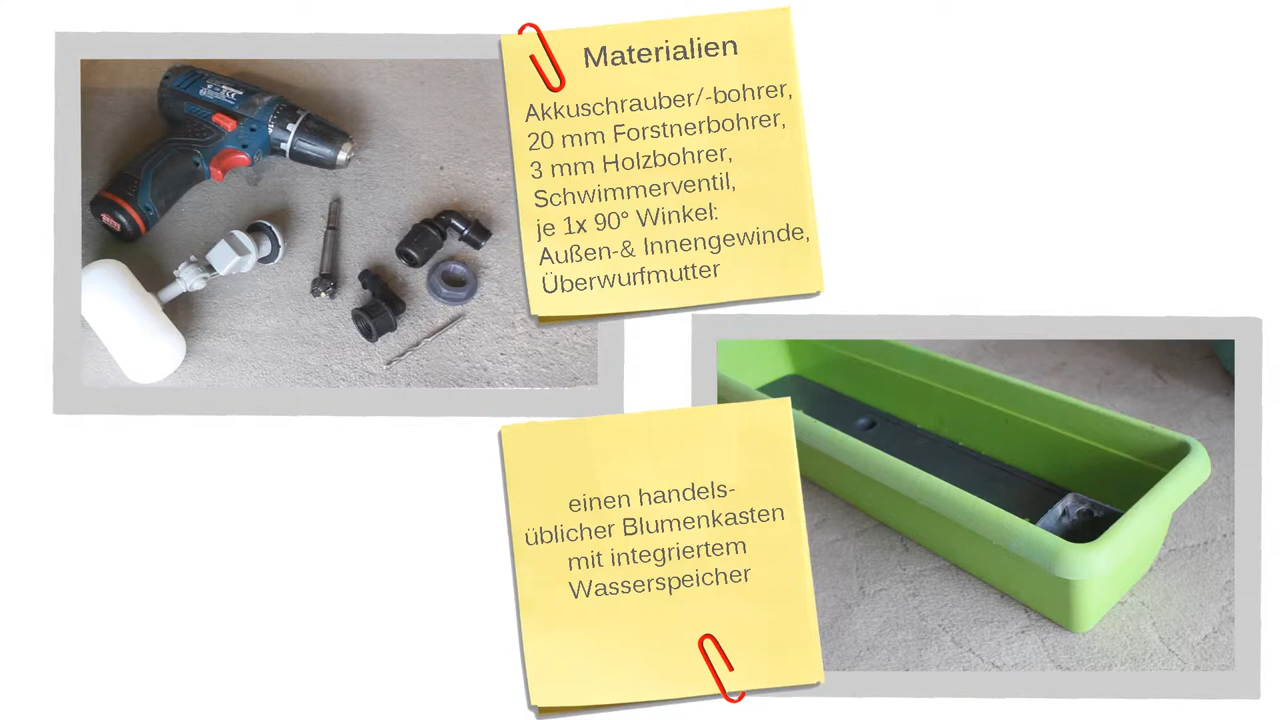 Materialien
Akkuschrauber/-bohrer,
20 mm Forstnerbohrer,
3 mm Holzbohrer,
Schwimmerventil,
je 1x 90° Winkel:
Außen-& Innengewinde,
Überwurfmutter
einen handels-
üblicher Blumenkasten
mit integriertem
Wasserspeicher